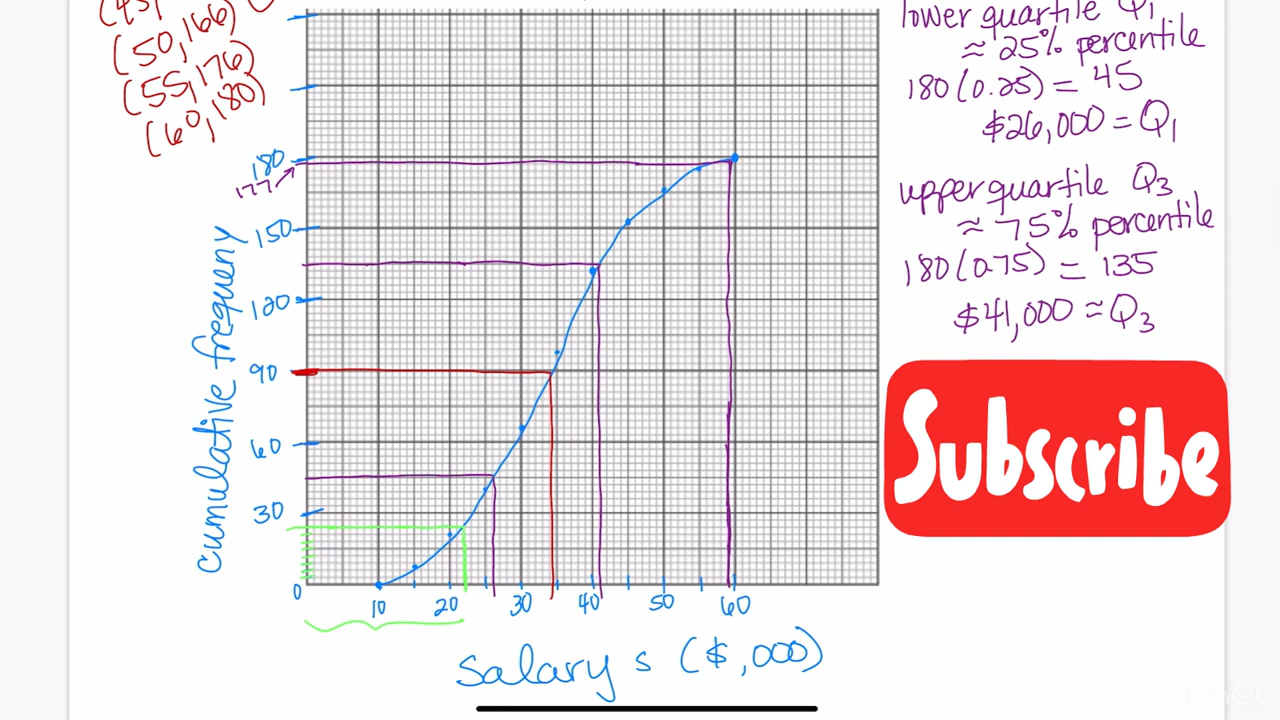 (50,166)
(55,176)
(60,180)
lower quartile Q1
≈ 25% percentile
180(0.25) = 45
$26,000 = Q1
upper quartile Q3
≈ 75% percentile
180(0.75) = 135
$41,000 ≈ Q3
Subscribe
cumulative frequeny
180
177
150
120
90
60
30
0
10 20 30 40 50 60
salary s ($,000)